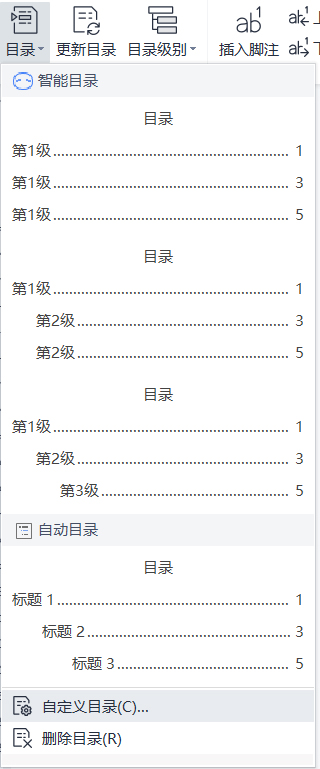 目录 更新目录 目录级别 插入脚注 ab¹ 上
ab¹ 下
智能目录
目录
第1级 1
第1级 3
第1级 5
目录
第1级 1
第2级 3
第2级 5
目录
第1级 1
第2级 3
第3级 5
自动目录
目录
标题 1 1
标题 2 3
标题 3 5
自定义目录(C)...
删除目录(R)